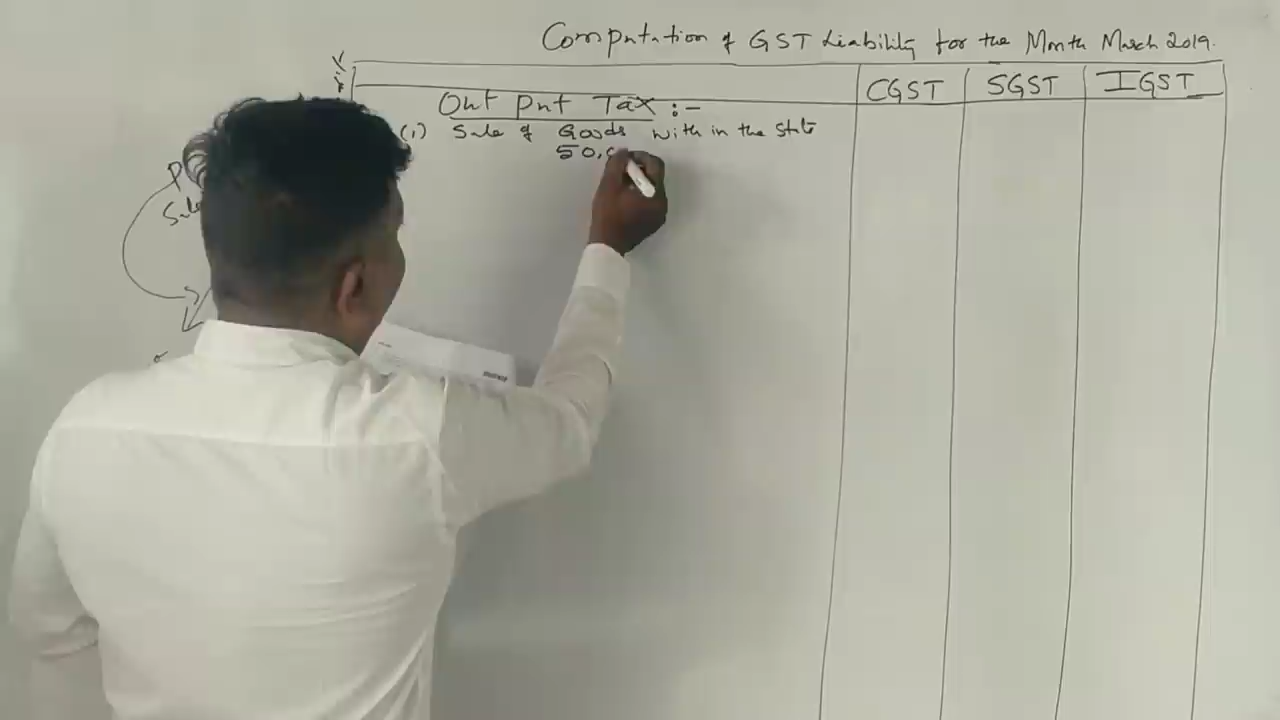 Computation of GST Liability for the Month March 2019.
CGST SGST IGST
Out Put Tax :-
(1) Sale of Goods with in the State
50,0
Sale